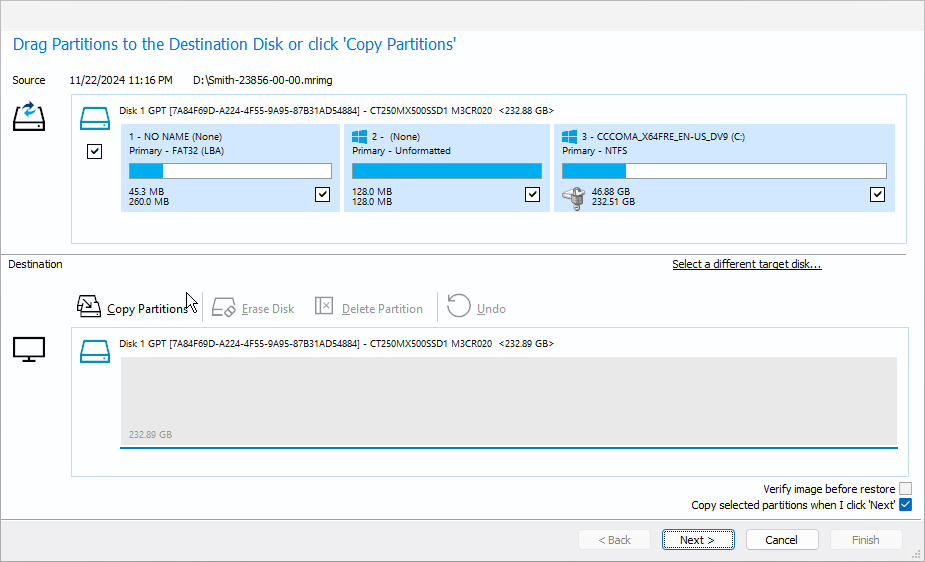 Drag Partitions to the Destination Disk or click 'Copy Partitions'
Source 11/22/2024 11:16 PM D:\Smith-23856-00-00.mrimg
Disk 1 GPT [7A84F69D-A224-4F55-9A95-87B31AD54884] - CT250MX500SSD1 M3CR020 <232.88 GB>
1 - NO NAME (None)
Primary - FAT32 (LBA)
45.3 MB
260.0 MB
2 - (None)
Primary - Unformatted
128.0 MB
128.0 MB
3 - CCCOMA_X64FRE_EN-US_DV9 (C:)
Primary - NTFS
46.88 GB
232.51 GB
Destination
Select a different target disk...
Copy Partitions
Erase Disk
Delete Partition
Undo
Disk 1 GPT [7A84F69D-A224-4F55-9A95-87B31AD54884] - CT250MX500SSD1 M3CR020 <232.89 GB>
232.89 GB
Verify image before restore
Copy selected partitions when I click 'Next'
< Back
Next >
Cancel
Finish